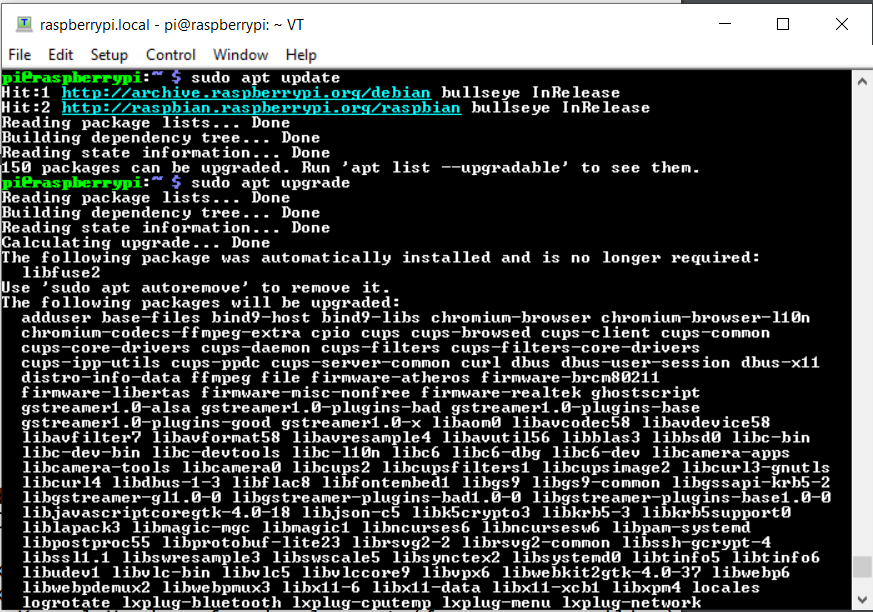 raspberrypi.local - pi@raspberrypi: ~ VT
File Edit Setup Control Window Help
pi@raspberrypi:~ $ sudo apt update
Hit:1 http://archive.raspberrypi.org/debian bullseye InRelease
Hit:2 http://raspbian.raspberrypi.org/raspbian bullseye InRelease
Reading package lists... Done
Building dependency tree... Done
Reading state information... Done
150 packages can be upgraded. Run 'apt list --upgradable' to see them.
pi@raspberrypi:~ $ sudo apt upgrade
Reading package lists... Done
Building dependency tree... Done
Reading state information... Done
Calculating upgrade... Done
The following package was automatically installed and is no longer required:
libfuse2
Use 'sudo apt autoremove' to remove it.
The following packages will be upgraded:
adduser base-files bind9-host bind9-libs chromium-browser chromium-browser-l10n
chromium-codecs-ffmpeg-extra cpio cups cups-browsed cups-client cups-common
cups-core-drivers cups-daemon cups-filters cups-filters-core-drivers
cups-ipp-utils cups-ppdc cups-server-common curl dbus dbus-user-session dbus-x11
distro-info-data ffmpeg file firmware-atheros firmware-brcm80211
firmware-libertas firmware-misc-nonfree firmware-realtek ghostscript
gstreamer1.0-alsa gstreamer1.0-plugins-bad gstreamer1.0-plugins-base
gstreamer1.0-plugins-good gstreamer1.0-x libaom0 libavcodec58 libavdevice58
libavfilter7 libavformat58 libavresample4 libavutil56 libblas3 libbsd0 libc-bin
libc-dev-bin libc-devtools libc-l10n libc6 libc6-dbg libc6-dev libcamera-apps
libcamera-tools libcamera0 libcups2 libcupsfilters1 libcupsimage2 libcurl3-gnutls
libcurl4 libdbus-1-3 libflac8 libfontembed1 libgs9 libgs9-common libgssapi-krb5-2
libgstreamer-gl1.0-0 libgstreamer-plugins-bad1.0-0 libgstreamer-plugins-base1.0-0
libjavascriptcoregtk-4.0-18 libjson-c5 libk5crypto3 libkrb5-3 libkrb5support0
liblapack3 libmagic-mgc libmagic1 libncurses6 libncursesw6 libpam-systemd
libpostproc55 libprotobuf-lite23 librsvg2-2 librsvg2-common libssh-gcrypt-4
libssl1.1 libswresample3 libswscale5 libsynctex2 libsystemd0 libtinfo5 libtinfo6
libudev1 libvlc-bin libvlc5 libvlccore9 libvpx6 libwebkit2gtk-4.0-37 libwebp6
libwebpdemux2 libwebpmux3 libx11-6 libx11-data libx11-xcb1 libxpm4 locales
logrotate lxplug-bluetooth lxplug-cputemp lxplug-menu lxplug-network